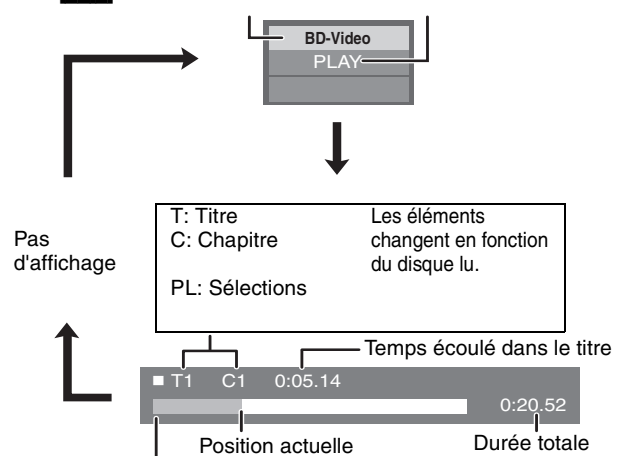 BD-Video
PLAY
T: Titre
C: Chapitre
PL: Sélections
Les éléments
changent en fonction
du disque lu.
Pas
d'affichage
Temps écoulé dans le titre
T1 C1 0:05.14
0:20.52
Position actuelle
Durée totale